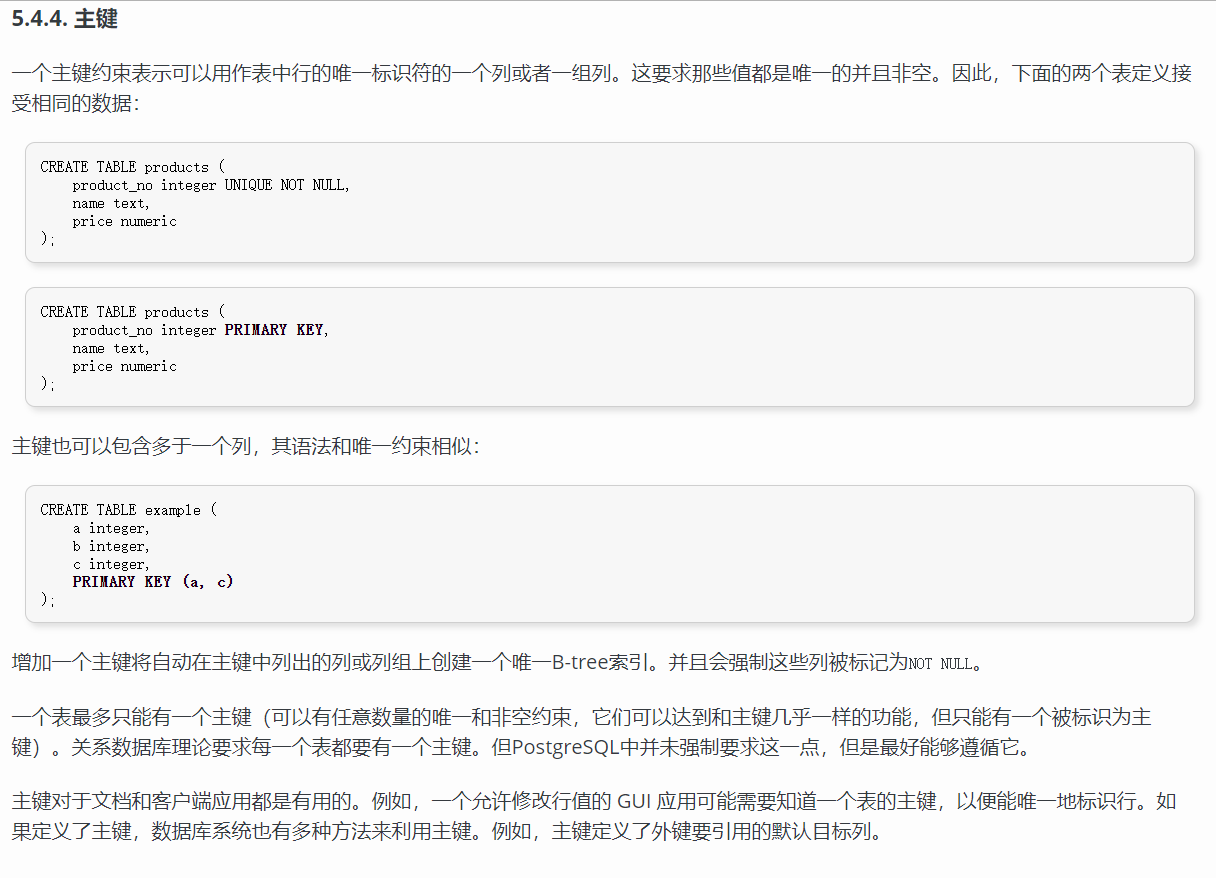 5.4.4. 主键
一个主键约束表示可以用作表中行的唯一标识符的一个列或者一组列。这要求那些值都是唯一的并且非空。因此，下面的两个表定义接
受相同的数据：
CREATE TABLE products (
    product_no integer UNIQUE NOT NULL,
    name text,
    price numeric
);
CREATE TABLE products (
    product_no integer PRIMARY KEY,
    name text,
    price numeric
);
主键也可以包含多于一个列，其语法和唯一约束相似：
CREATE TABLE example (
    a integer,
    b integer,
    c integer,
    PRIMARY KEY (a, c)
);
增加一个主键将自动在主键中列出的列或列组上创建一个唯一B-tree索引。并且会强制这些列被标记为NOT NULL。
一个表最多只能有一个主键（可以有任意数量的唯一和非空约束，它们可以达到和主键几乎一样的功能，但只能有一个被标识为主
键）。关系数据库理论要求每一个表都要有一个主键。但PostgreSQL中并未强制要求这一点，但是最好能够遵循它。
主键对于文档和客户端应用都是有用的。例如，一个允许修改行值的 GUI 应用可能需要知道一个表的主键，以便能唯一地标识行。如
果定义了主键，数据库系统也有多种方法来利用主键。例如，主键定义了外键要引用的默认目标列。